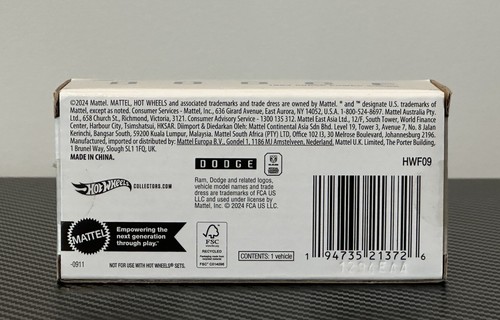 ©2024 Mattel. MATTEL, HOT WHEELS and associated trademarks and trade dress are owned by Mattel. ® and ™ designate U.S. trademarks of
Mattel, except as noted. Consumer Services - Mattel, Inc., 636 Girard Avenue, East Aurora, NY 14052, U.S.A. 1-800-524-8697. Mattel Australia Pty.
Ltd., 658 Church St., Richmond, Victoria, 3121. Consumer Advisory Service - 1300 135 312. Mattel East Asia Ltd., 12/F, South Tower, World Finance
Center, Harbour City, Tsimshatsui, HKSAR. Diimport & Diedarkan Oleh: Mattel Continental Asia Sdn Bhd. Level 19, Tower 3, Avenue 7, No. 8 Jalan
Kerinchi, Bangsar South, 59200 Kuala Lumpur, Malaysia. Mattel South Africa (PTY) LTD, Office 102 I3, 30 Melrose Boulevard, Johannesburg 2196.
Manufactured, imported or distributed by: Mattel Europa B.V., Gondel 1, 1186 MJ Amstelveen, Nederland. Mattel U.K. Limited, The Porter Building,
1 Brunel Way, Slough SL1 1FQ, UK.
MADE IN CHINA.
DODGE
HWF09
Hot Wheels
COLLECTORS.COM
Ram, Dodge and related logos,
vehicle model names and trade
dress are trademarks of FCA US
LLC and used under license by
Mattel, Inc. © 2024 FCA US LLC.
MATTEL
Empowering the
next generation
through play.™
FSC
RECYCLED
CONTENTS: 1 vehicle
1 94735 21372 6
-0911
NOT FOR USE WITH HOT WHEELS SETS.